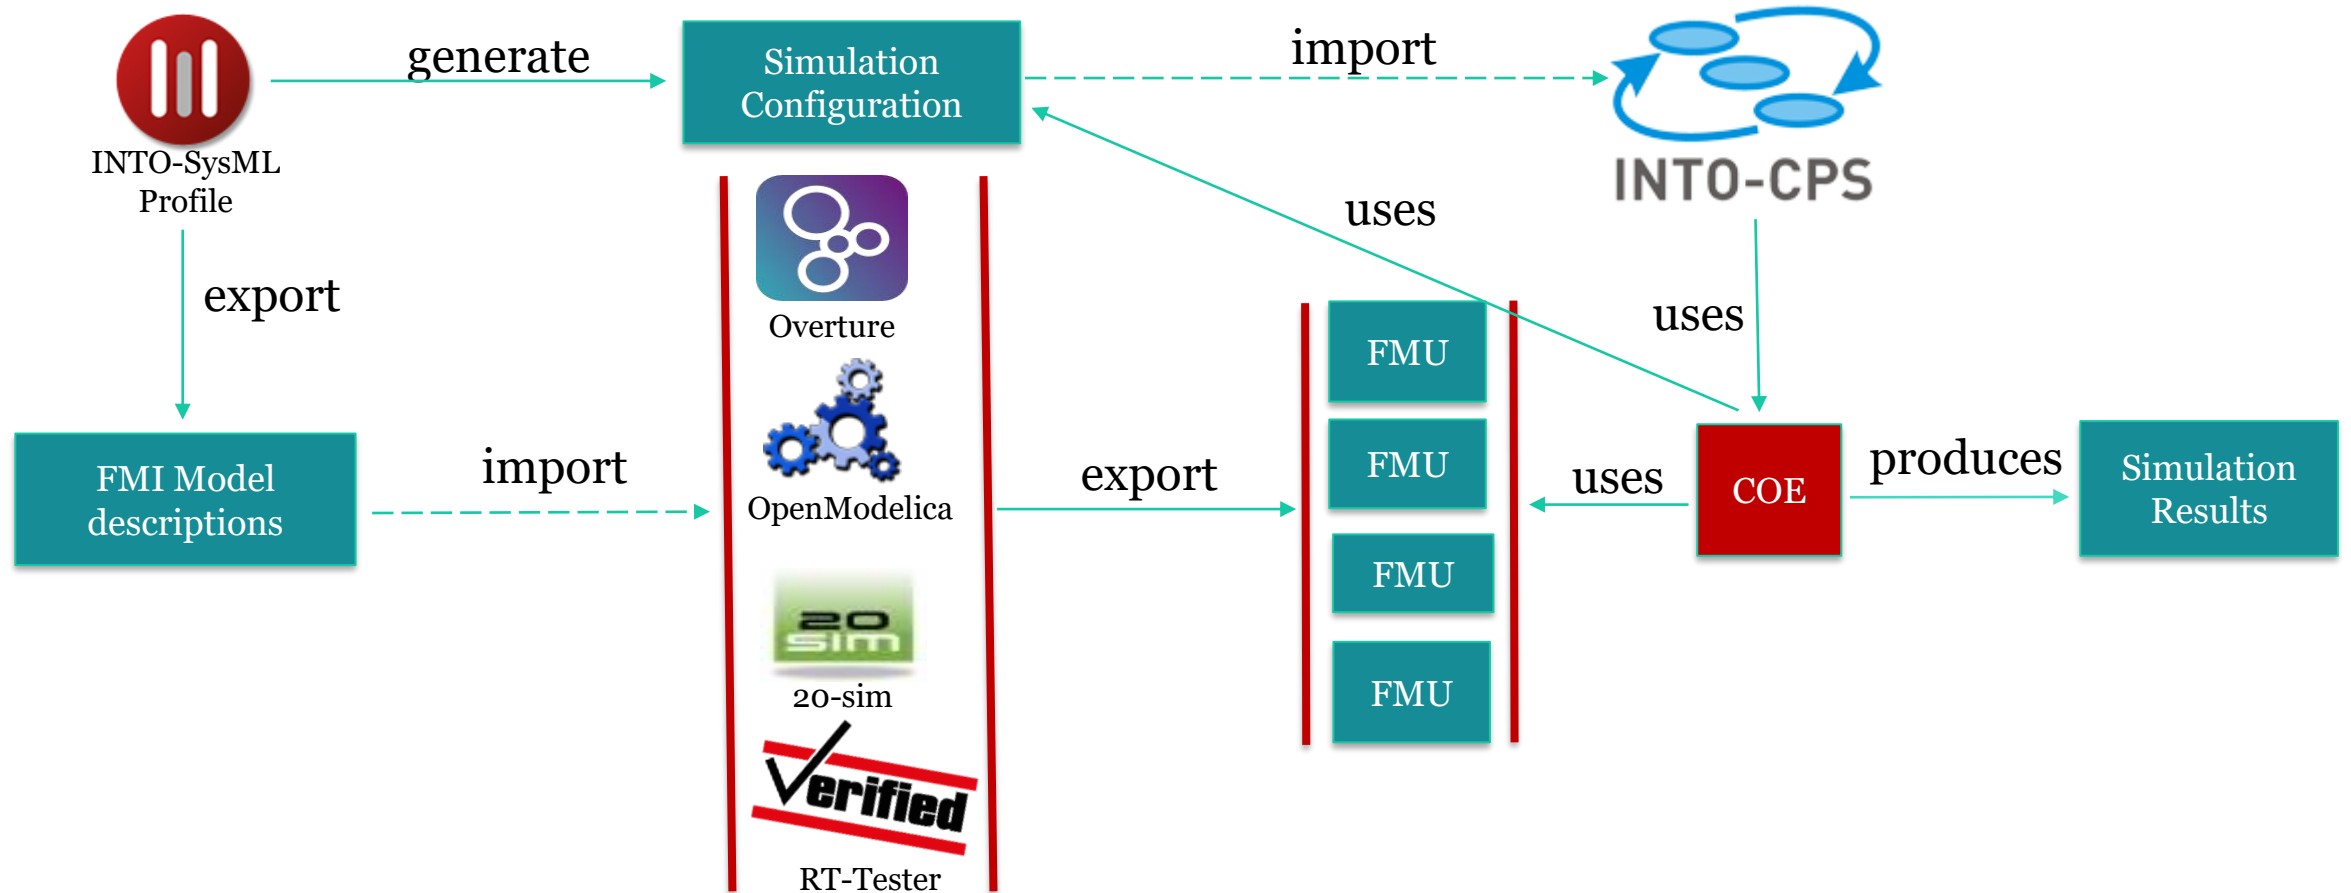 generate
Simulation
Configuration
import
INTO-CPS
INTO-SysML
Profile
export
FMI Model
descriptions
import
Overture
OpenModelica
20
sim
20-sim
Verified
RT-Tester
export
FMU
FMU
FMU
FMU
uses
uses
uses
COE
produces
Simulation
Results